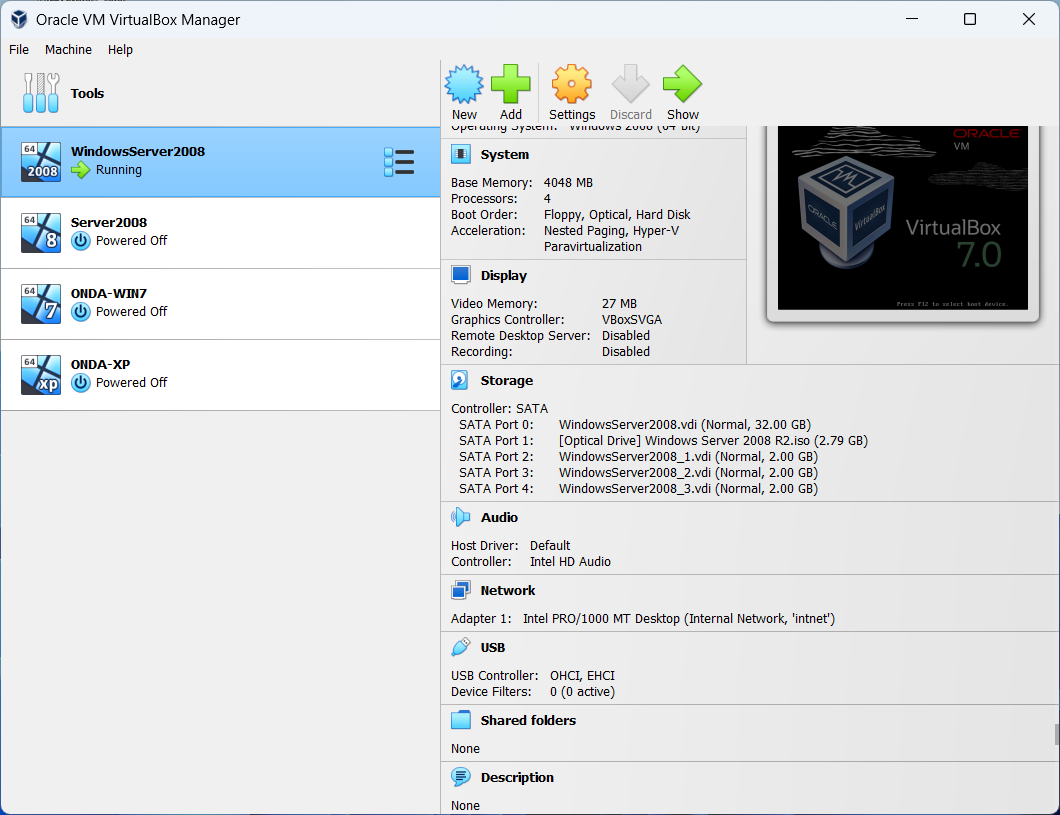 Oracle VM VirtualBox Manager
File Machine Help
Tools
New Add Settings Discard Show
64 2008 WindowsServer2008
Running
64 8 Server2008
Powered Off
64 7 ONDA-WIN7
Powered Off
64 xp ONDA-XP
Powered Off
Operating System: Windows 2008 (64-bit)
System
Base Memory: 4048 MB
Processors: 4
Boot Order: Floppy, Optical, Hard Disk
Acceleration: Nested Paging, Hyper-V
Paravirtualization
ORACLE
VM
ORACLE VirtualBox
VirtualBox
7.0
Press F12 to select boot device.
Display
Video Memory: 27 MB
Graphics Controller: VBoxSVGA
Remote Desktop Server: Disabled
Recording: Disabled
Storage
Controller: SATA
SATA Port 0: WindowsServer2008.vdi (Normal, 32.00 GB)
SATA Port 1: [Optical Drive] Windows Server 2008 R2.iso (2.79 GB)
SATA Port 2: WindowsServer2008_1.vdi (Normal, 2.00 GB)
SATA Port 3: WindowsServer2008_2.vdi (Normal, 2.00 GB)
SATA Port 4: WindowsServer2008_3.vdi (Normal, 2.00 GB)
Audio
Host Driver: Default
Controller: Intel HD Audio
Network
Adapter 1: Intel PRO/1000 MT Desktop (Internal Network, 'intnet')
USB
USB Controller: OHCI, EHCI
Device Filters: 0 (0 active)
Shared folders
None
Description
None